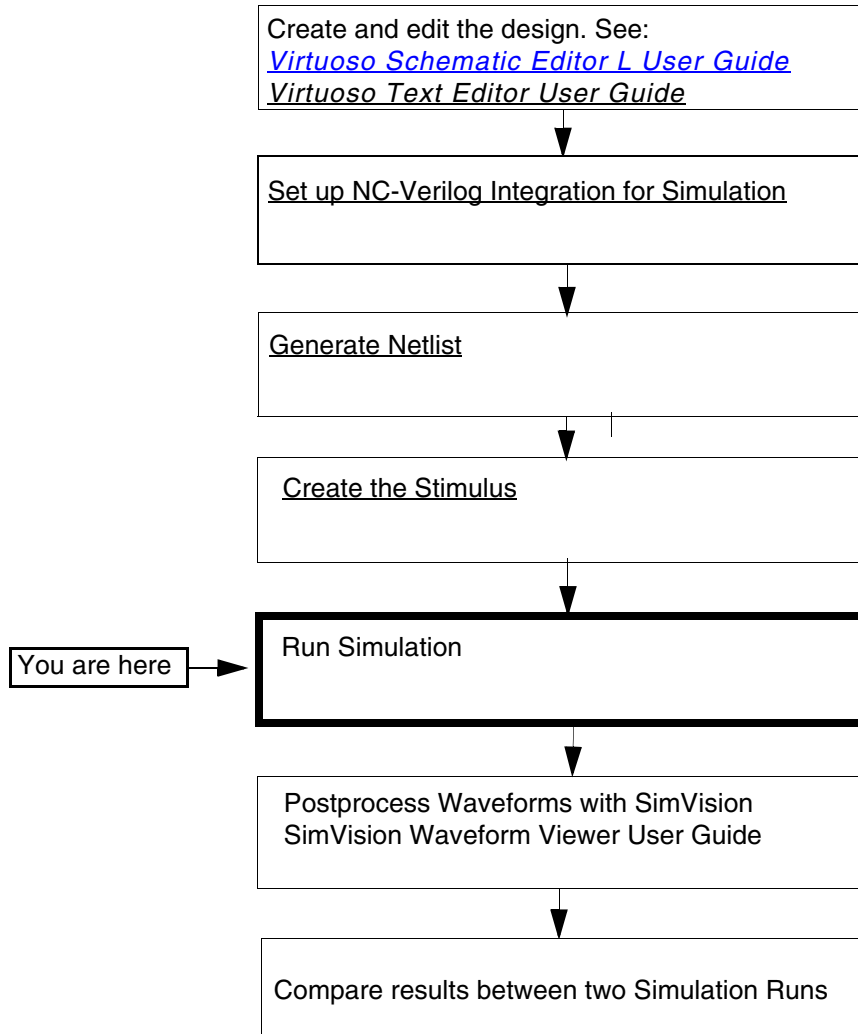 Create and edit the design. See:
Virtuoso Schematic Editor L User Guide
Virtuoso Text Editor User Guide
Set up NC-Verilog Integration for Simulation
Generate Netlist
Create the Stimulus
You are here
Run Simulation
Postprocess Waveforms with SimVision
SimVision Waveform Viewer User Guide
Compare results between two Simulation Runs